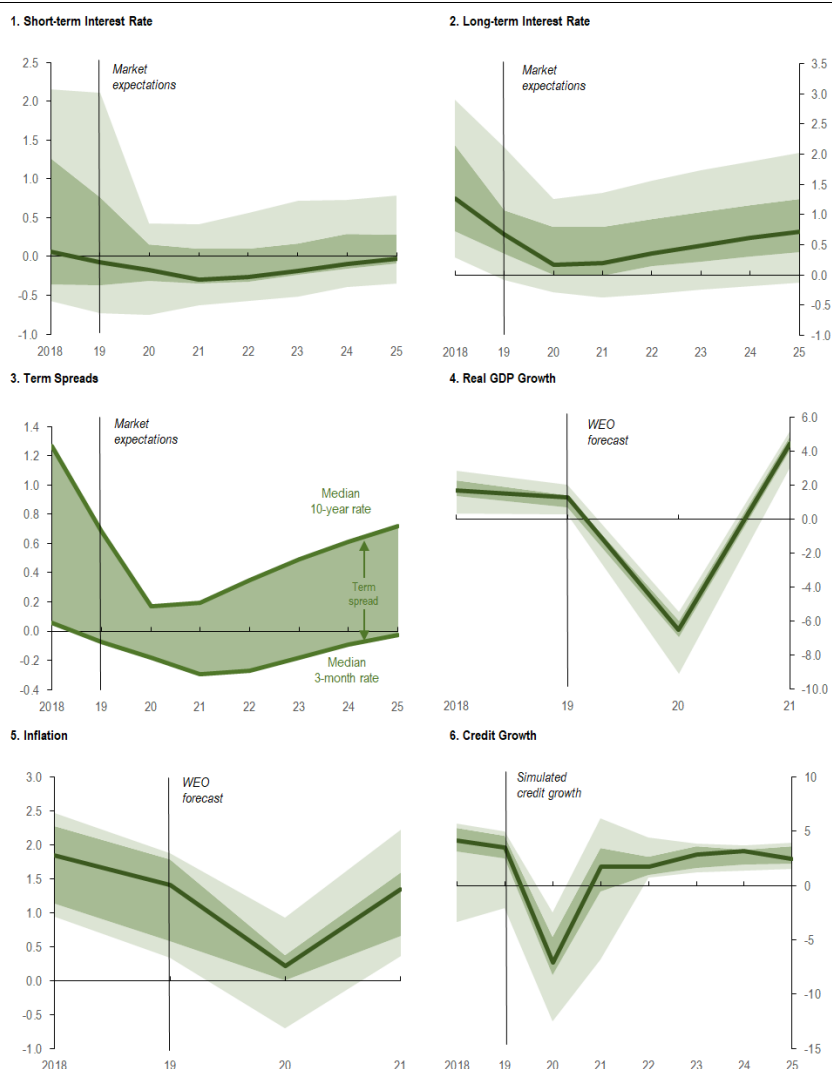 1. Short-term Interest Rate
2.5
2.0
1.5
1.0
0.5
0.0
-0.5
-1.0
Market
expectations
2018 19 20 21 22 23 24 25
2. Long-term Interest Rate
Market
expectations
3.5
3.0
2.5
2.0
1.5
1.0
0.5
0.0
-0.5
-1.0
2018 19 20 21 22 23 24 25
3. Term Spreads
1.4
1.2
1.0
0.8
0.6
0.4
0.2
0.0
-0.2
-0.4
Market
expectations
Median
10-year rate
Term
spread
Median
3-month rate
2018 19 20 21 22 23 24 25
4. Real GDP Growth
WEO
forecast
6.0
4.0
2.0
0.0
-2.0
-4.0
-6.0
-8.0
-10.0
2018 19 20 21
5. Inflation
3.0
2.5
2.0
1.5
1.0
0.5
0.0
-0.5
-1.0
WEO
forecast
2018 19 20 21
6. Credit Growth
Simulated
credit growth
10
5
0
-5
-10
-15
2018 19 20 21 22 23 24 25